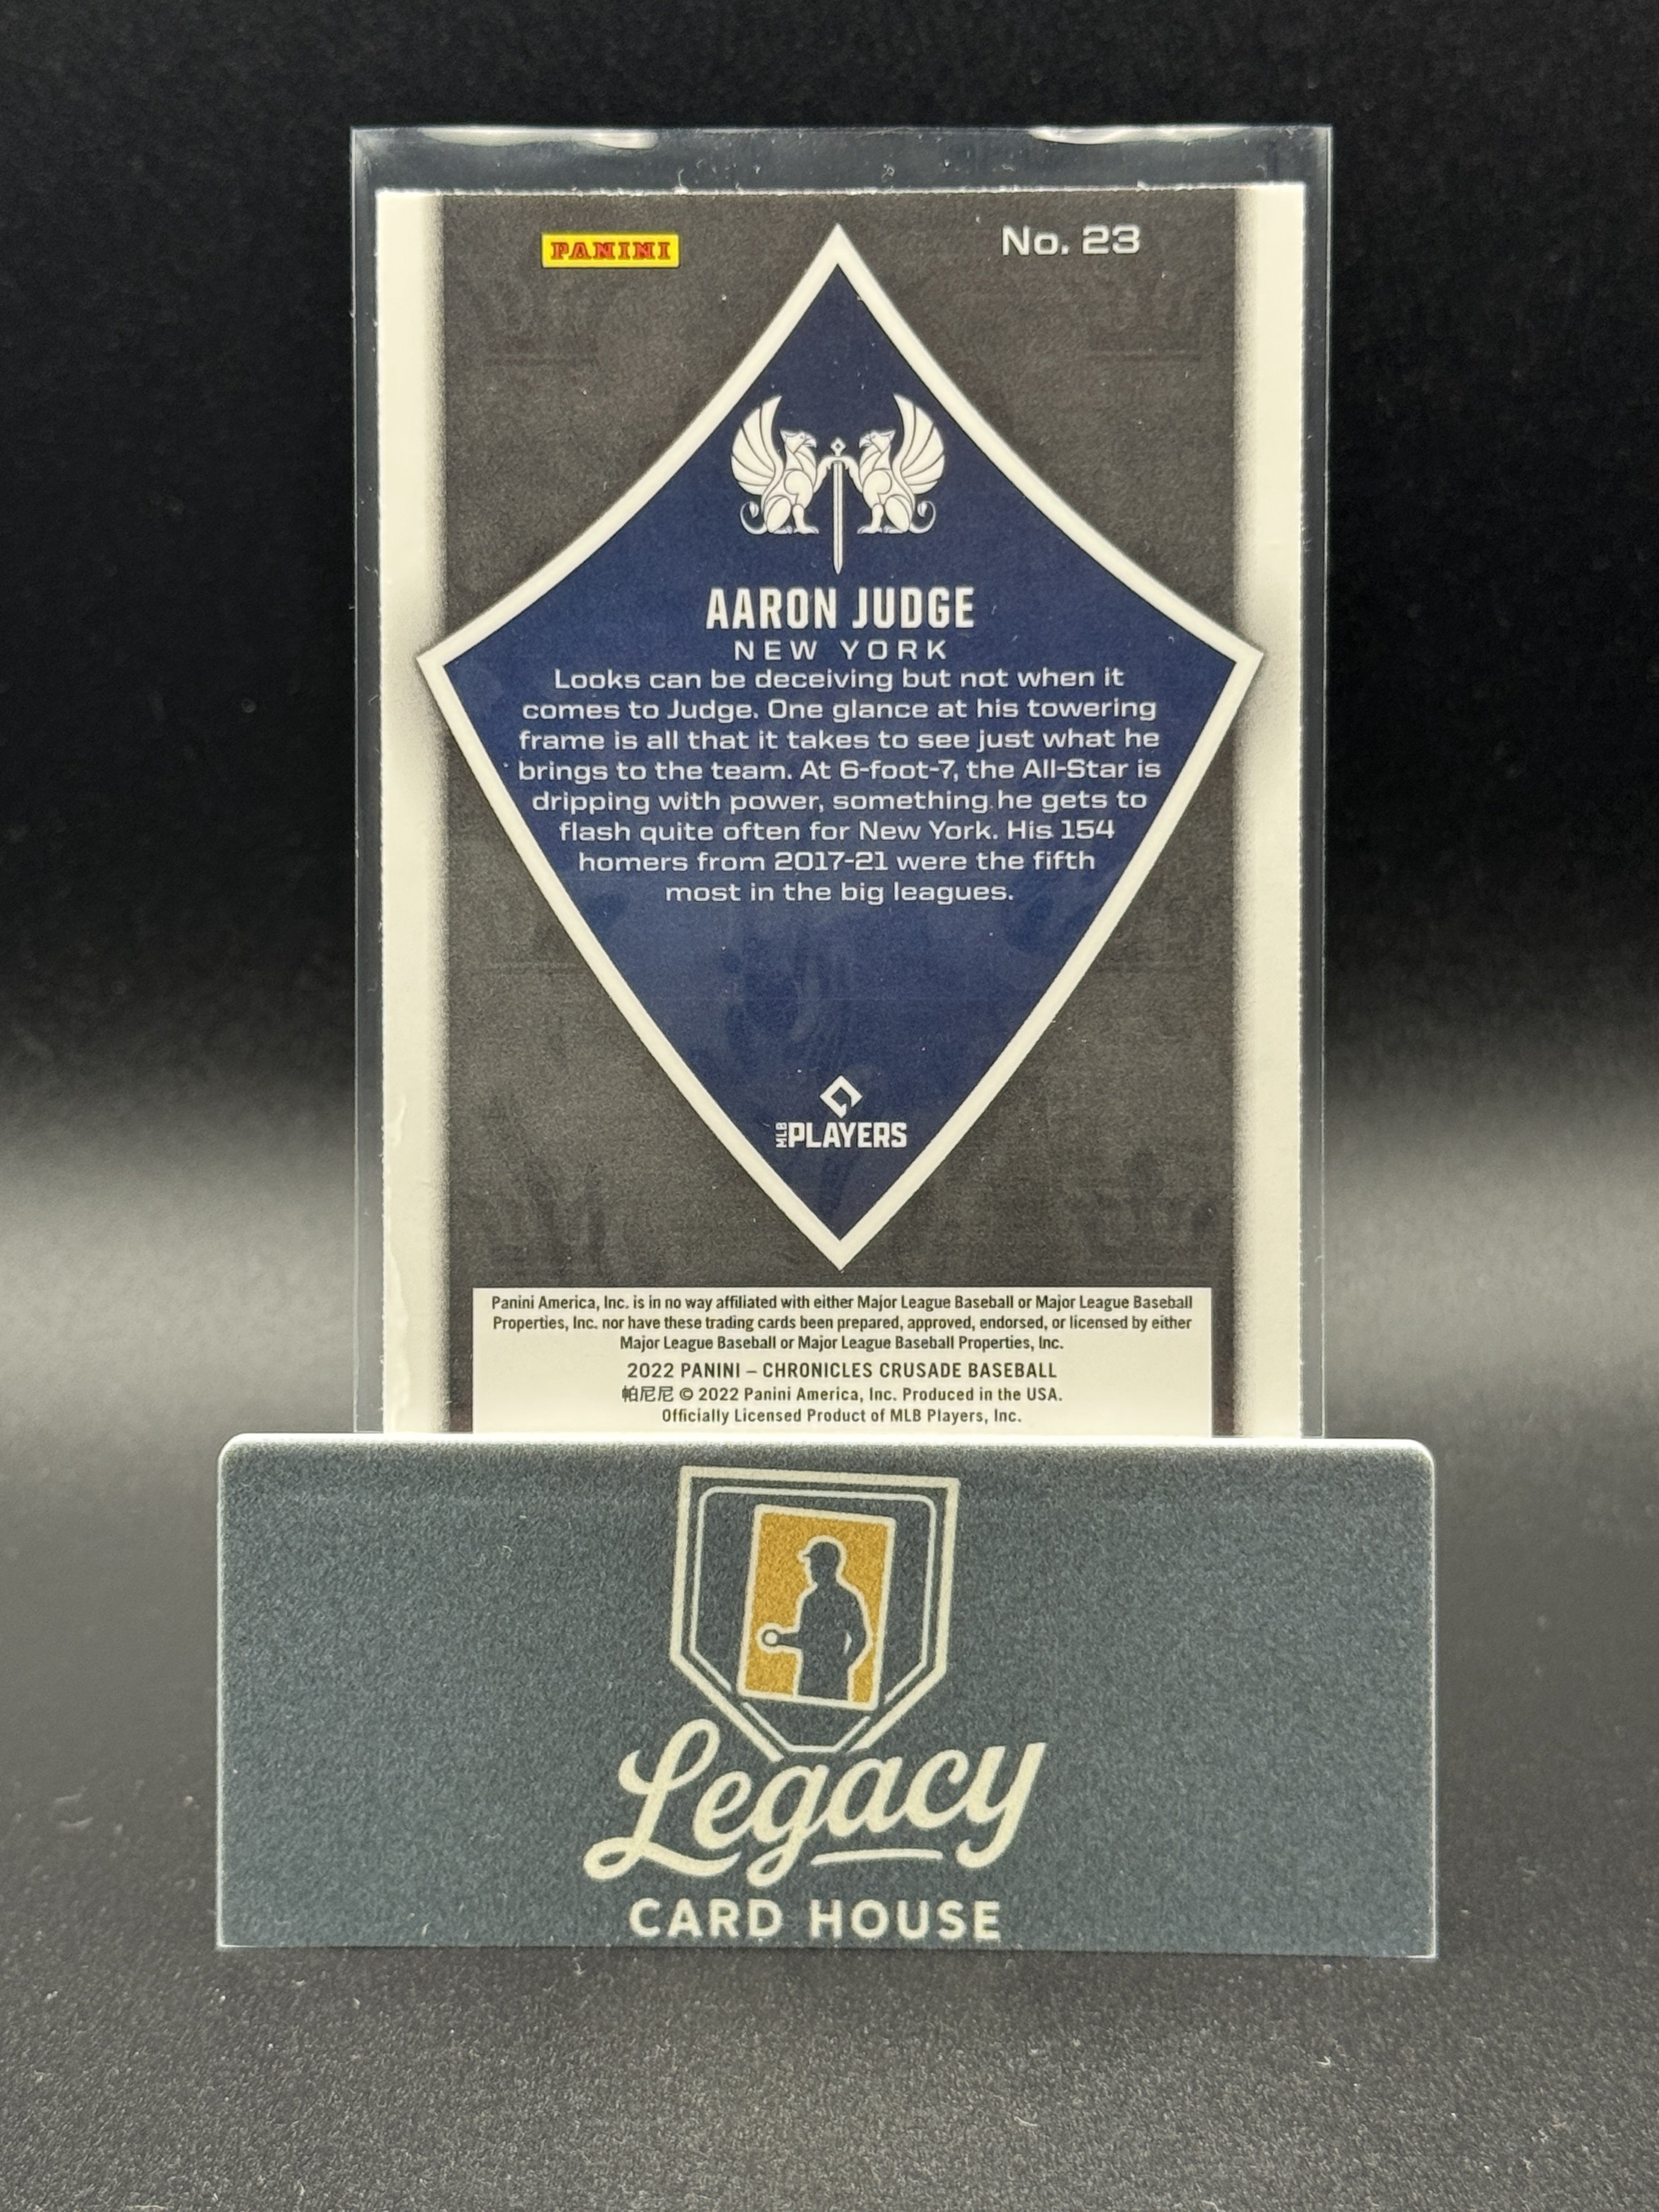 PANINI
No. 23
AARON JUDGE
NEW YORK
Looks can be deceiving but not when it
comes to Judge. One glance at his towering
frame is all that it takes to see just what he
brings to the team. At 6-foot-7, the All-Star is
dripping with power, something he gets to
flash quite often for New York. His 154
homers from 2017-21 were the fifth
most in the big leagues.
MLB PLAYERS
Panini America, Inc. is in no way affiliated with either Major League Baseball or Major League Baseball
Properties, Inc. nor have these trading cards been prepared, approved, endorsed, or licensed by either
Major League Baseball or Major League Baseball Properties, Inc.
2022 PANINI – CHRONICLES CRUSADE BASEBALL
帕尼尼 © 2022 Panini America, Inc. Produced in the USA.
Officially Licensed Product of MLB Players, Inc.
Legacy
CARD HOUSE